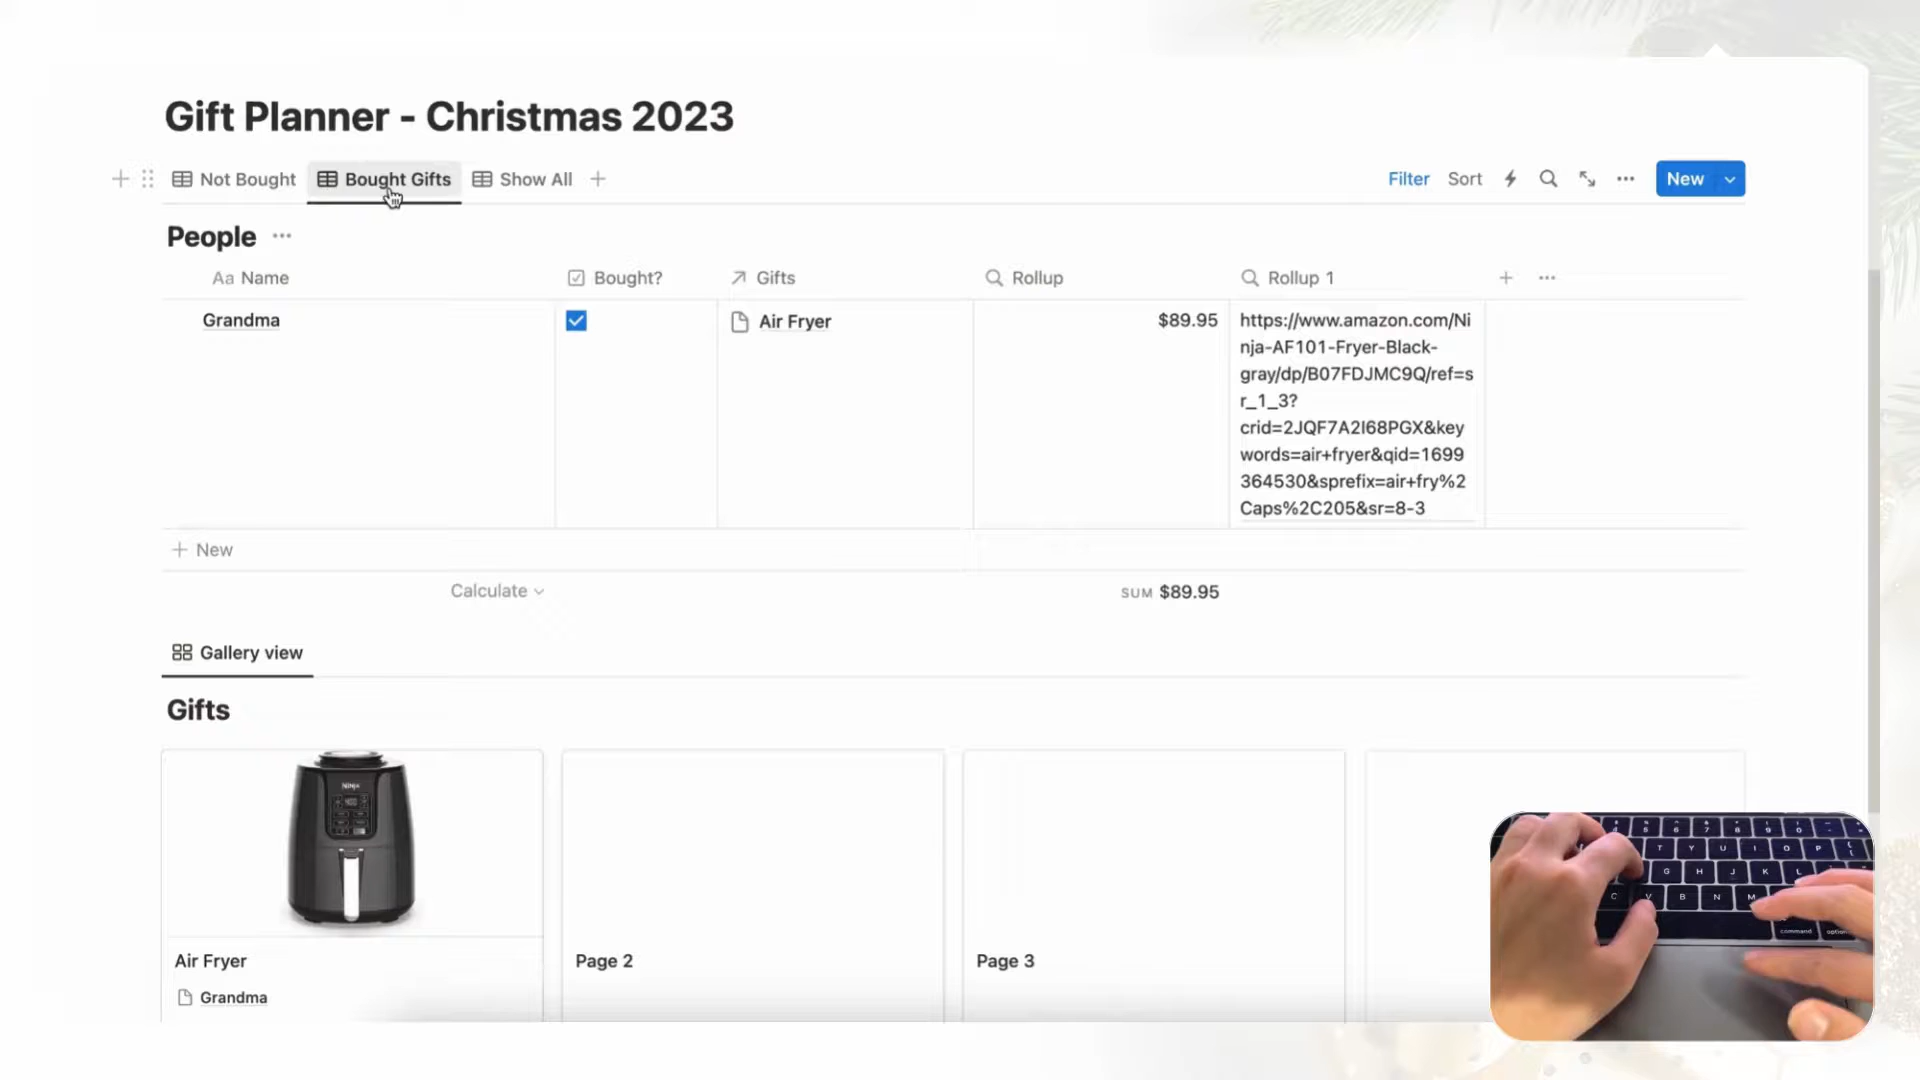 Gift Planner - Christmas 2023
Not Bought Bought Gifts Show All
Filter Sort New
People
Aa Name Bought? Gifts Rollup Rollup 1
Grandma Air Fryer $89.95 https://www.amazon.com/Ni
nja-AF101-Fryer-Black-
gray/dp/B07FDJMC9Q/ref=s
r_1_3?
crid=2JQF7A2I68PGX&key
words=air+fryer&qid=1699
364530&sprefix=air+fry%2
Caps%2C205&sr=8-3
New
Calculate SUM $89.95
Gallery view
Gifts
NINJA
Air Fryer Page 2 Page 3
Grandma
T Y U I O P
G H J K L
C V B N M
command option